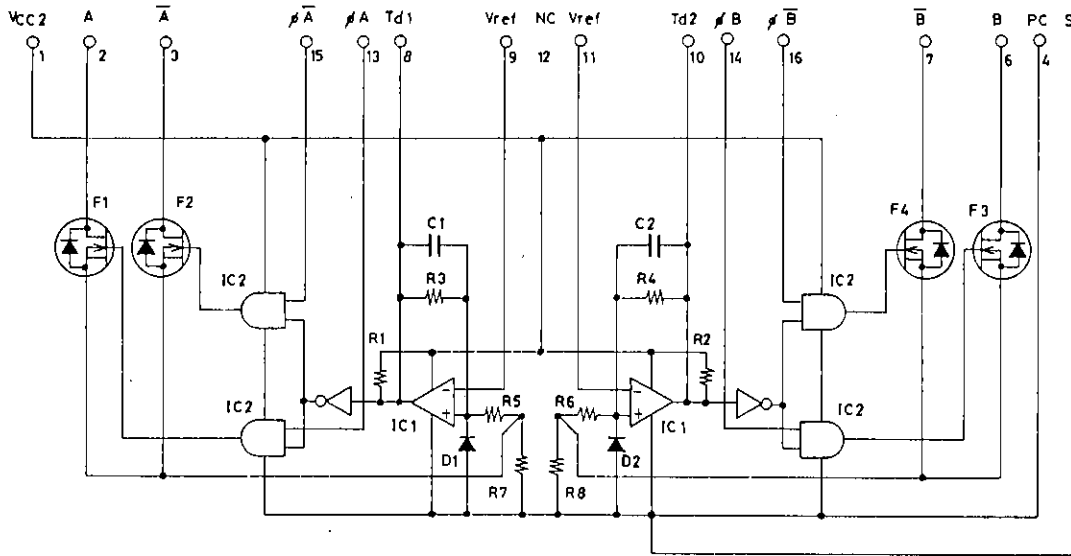 VCC2 A A̅ ϕA̅ ϕA Td1 Vref NC Vref Td2 ϕB ϕB̅ B̅ B PC S
1 2 3 15 13 8 9 12 11 10 14 16 7 6 4
F1 F2 C1 C2 F4 F3
IC2 R3 R4 IC2
R1 R2
IC2 R5 R6 IC2
- -
+ +
IC1 IC1
D1 D2
R7 R8